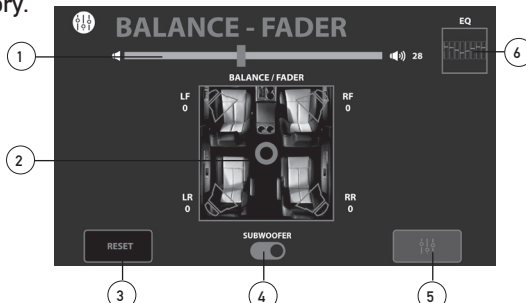 ory.
BALANCE - FADER
EQ
1
28
6
BALANCE / FADER
LF
0
RF
0
2
LR
0
RR
0
SUBWOOFER
RESET
3
4
5